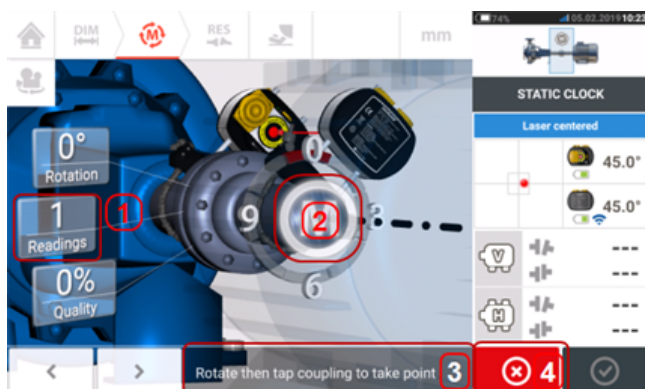 DIM
RES
mm
74%
05.02.2019 10:23
STATIC CLOCK
Laser centered
45.0°
45.0°
V
---
---
H
---
---
0°
Rotation
1
Readings
1
0%
Quality
0
9
2
3
6
Rotate then tap coupling to take point
3
4